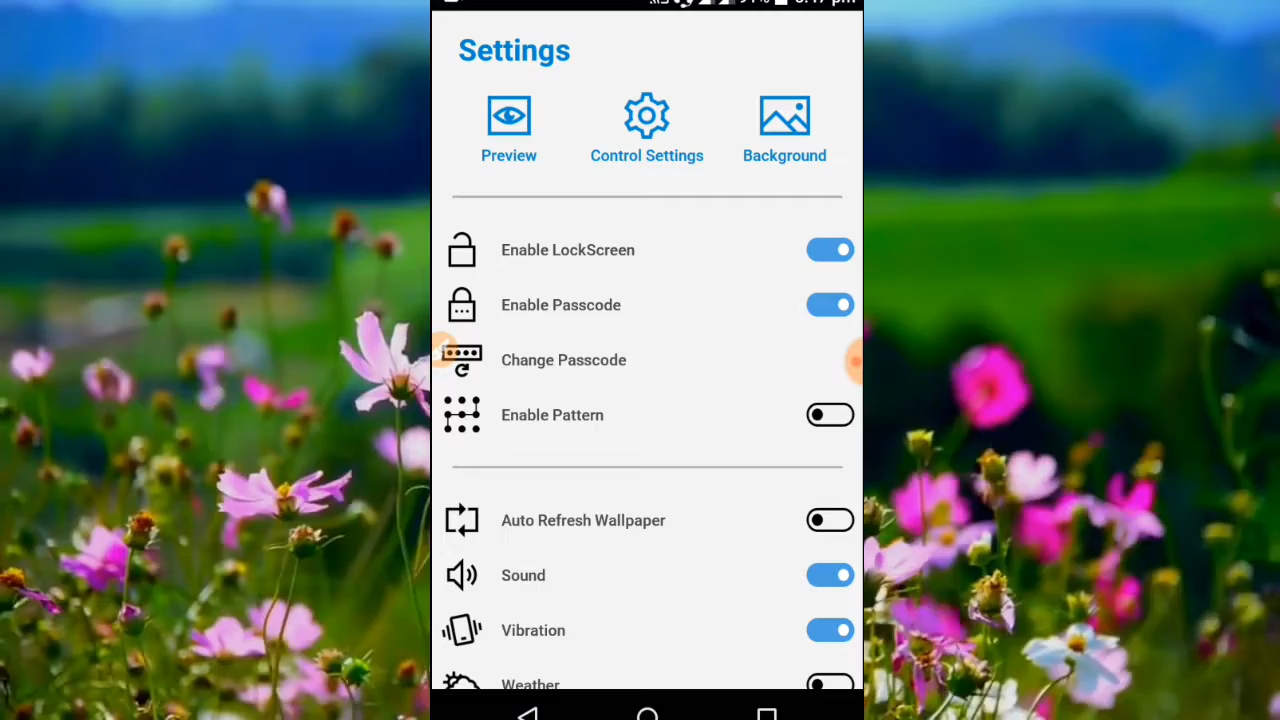 Settings
Preview
Control Settings
Background
Enable LockScreen
Enable Passcode
Change Passcode
Enable Pattern
Auto Refresh Wallpaper
Sound
Vibration
Weather